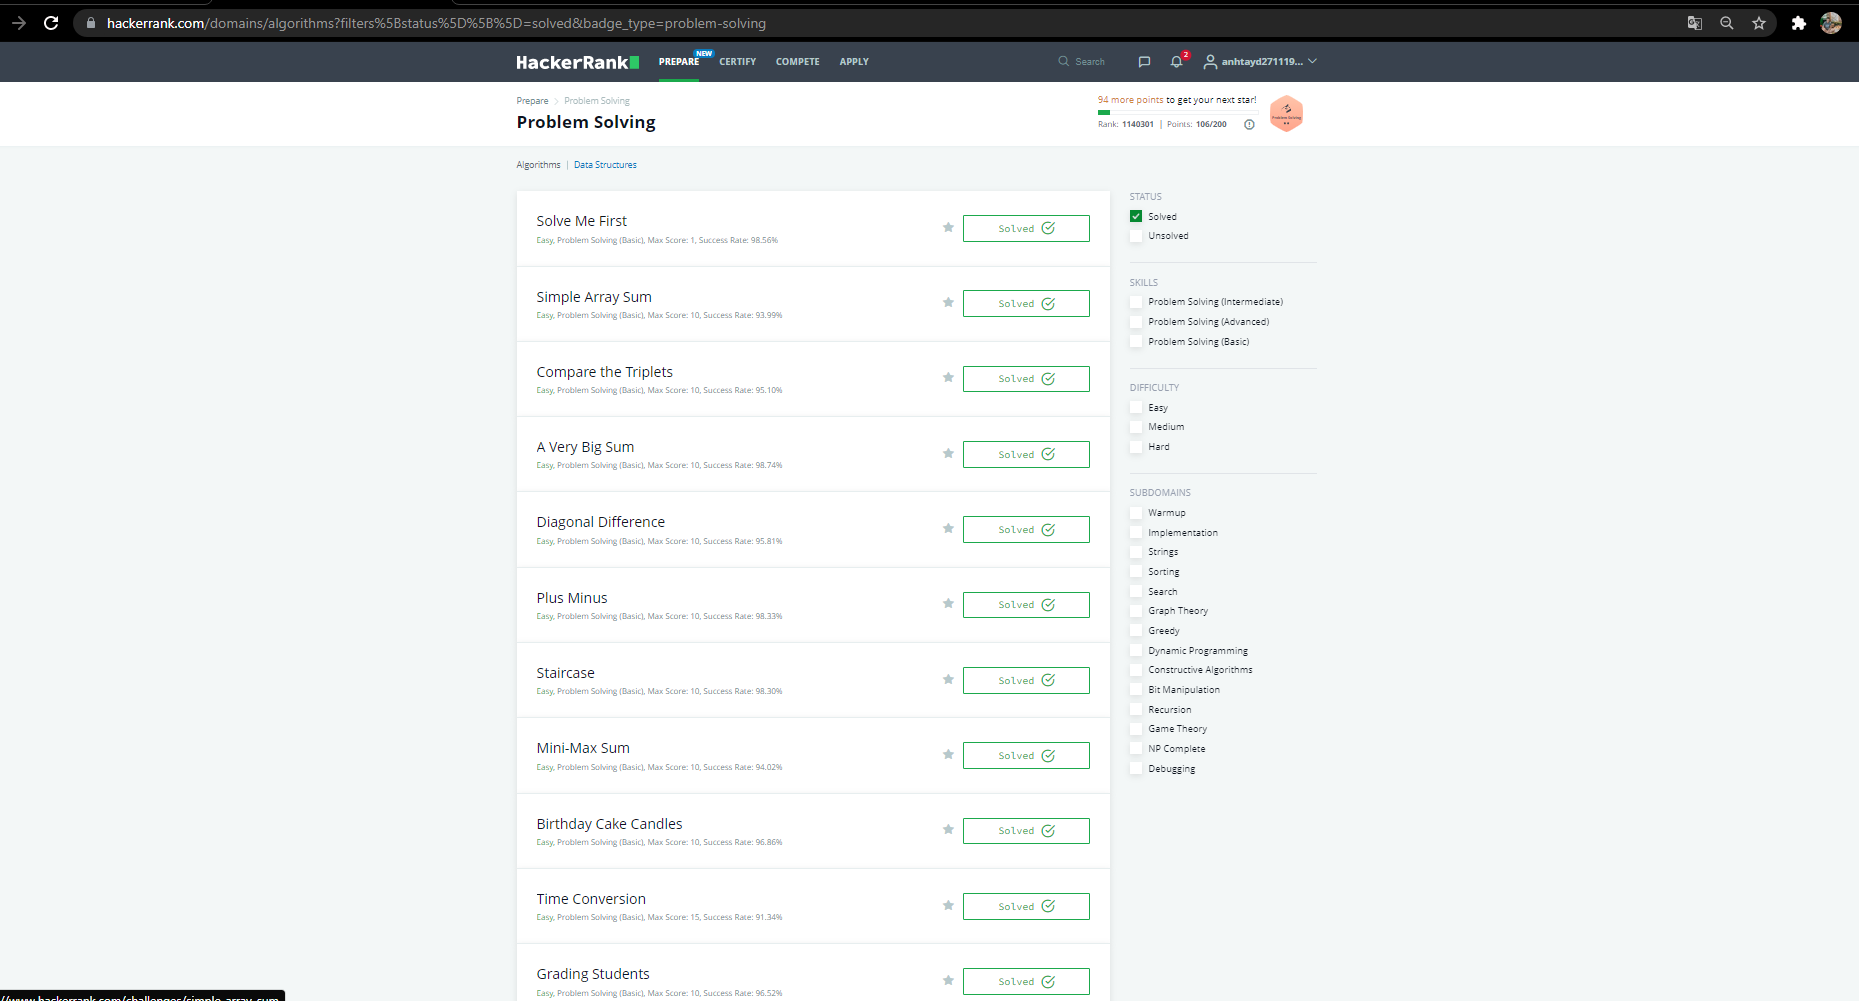 hackerrank.com/domains/algorithms?filters%5Bstatus%5D%5B%5D=solved&badge_type=problem-solving
HackerRank PREPARE NEW CERTIFY COMPETE APPLY Search 2 anhtayd271119...
Prepare > Problem Solving
Problem Solving
94 more points to get your next star!
Rank: 1140301 | Points: 106/200
Problem Solving
Algorithms | Data Structures
Solve Me First
Easy, Problem Solving (Basic), Max Score: 1, Success Rate: 98.56%
Solved
Simple Array Sum
Easy, Problem Solving (Basic), Max Score: 10, Success Rate: 93.99%
Solved
Compare the Triplets
Easy, Problem Solving (Basic), Max Score: 10, Success Rate: 95.10%
Solved
A Very Big Sum
Easy, Problem Solving (Basic), Max Score: 10, Success Rate: 98.74%
Solved
Diagonal Difference
Easy, Problem Solving (Basic), Max Score: 10, Success Rate: 95.81%
Solved
Plus Minus
Easy, Problem Solving (Basic), Max Score: 10, Success Rate: 98.33%
Solved
Staircase
Easy, Problem Solving (Basic), Max Score: 10, Success Rate: 98.30%
Solved
Mini-Max Sum
Easy, Problem Solving (Basic), Max Score: 10, Success Rate: 94.02%
Solved
Birthday Cake Candles
Easy, Problem Solving (Basic), Max Score: 10, Success Rate: 96.86%
Solved
Time Conversion
Easy, Problem Solving (Basic), Max Score: 15, Success Rate: 91.34%
Solved
Grading Students
Easy, Problem Solving (Basic), Max Score: 10, Success Rate: 96.52%
Solved
STATUS
Solved
Unsolved
SKILLS
Problem Solving (Intermediate)
Problem Solving (Advanced)
Problem Solving (Basic)
DIFFICULTY
Easy
Medium
Hard
SUBDOMAINS
Warmup
Implementation
Strings
Sorting
Search
Graph Theory
Greedy
Dynamic Programming
Constructive Algorithms
Bit Manipulation
Recursion
Game Theory
NP Complete
Debugging
//www.hackerrank.com/challenges/simple-array-sum